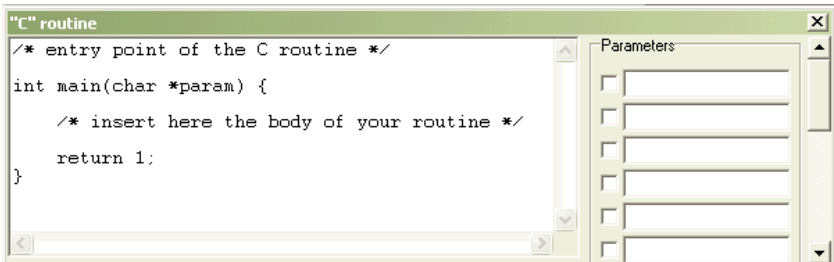 "C" routine
/* entry point of the C routine */
int main(char *param) {
/* insert here the body of your routine */
return 1;
}
Parameters